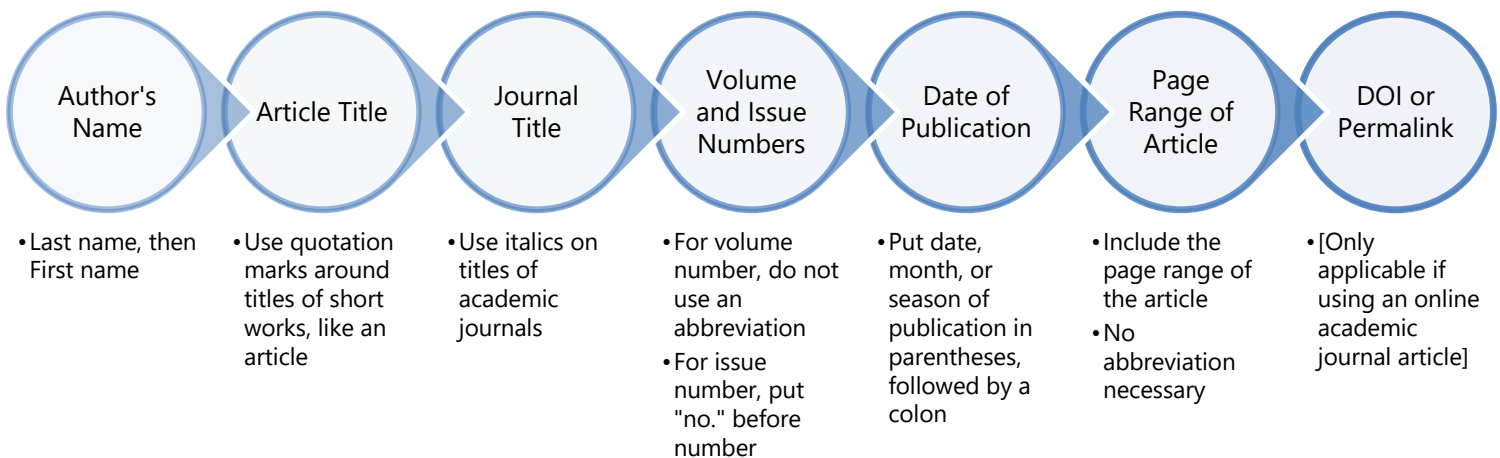 Author's
Name
Article Title
Journal
Title
Volume
and Issue
Numbers
Date of
Publication
Page
Range of
Article
DOI or
Permalink
•Last name, then
First name
•Use quotation
marks around
titles of short
works, like an
article
•Use italics on
titles of
academic
journals
•For volume
number, do not
use an
abbreviation
•For issue
number, put
"no." before
number
•Put date,
month, or
season of
publication in
parentheses,
followed by a
colon
•Include the
page range of
the article
•No
abbreviation
necessary
•[Only
applicable if
using an online
academic
journal article]